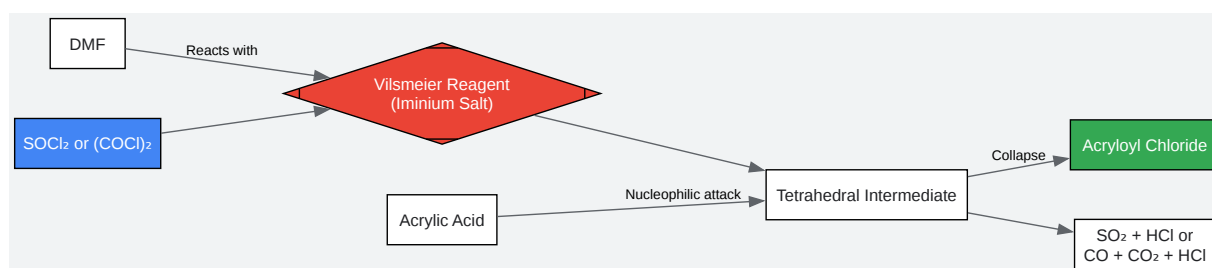 DMF
Reacts with
SOCl₂ or (COCl)₂
Vilsmeier Reagent
(Iminium Salt)
Acrylic Acid
Nucleophilic attack
Tetrahedral Intermediate
Collapse
Acryloyl Chloride
SO₂ + HCl or
CO + CO₂ + HCl